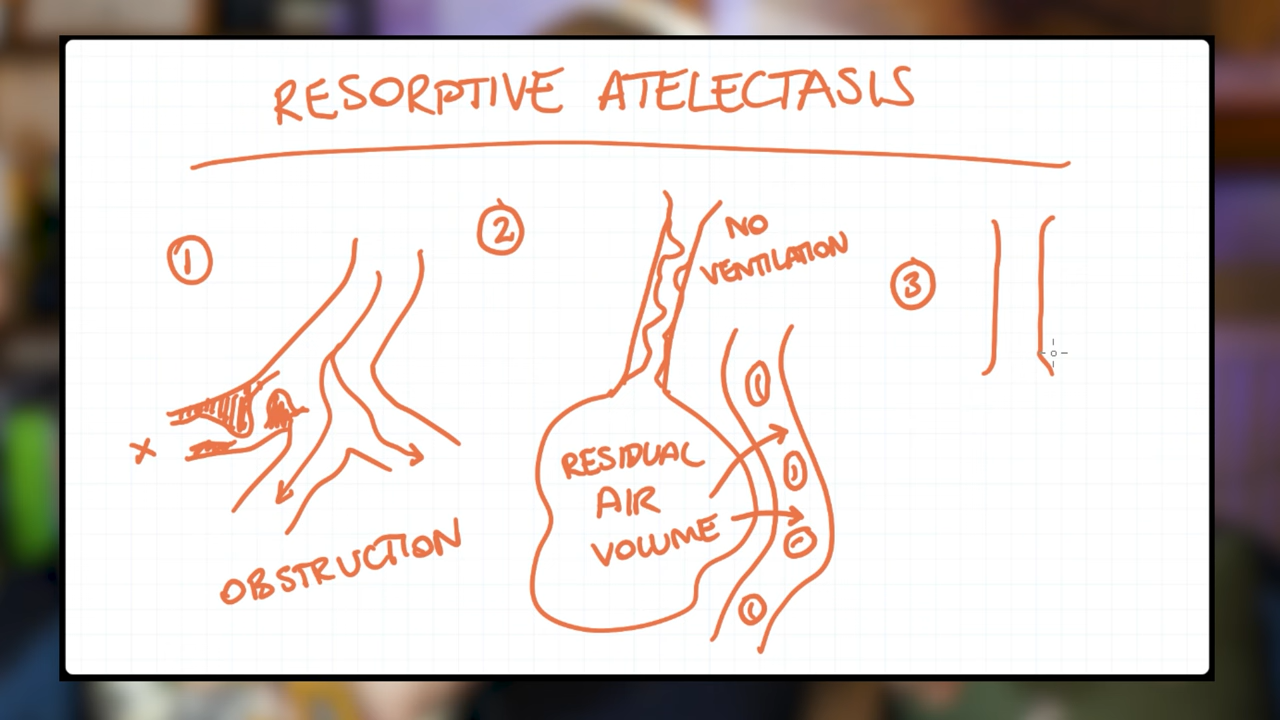 RESORPTIVE ATELECTASIS
1
X
OBSTRUCTION
2
NO
VENTILATION
RESIDUAL
AIR
VOLUME
3